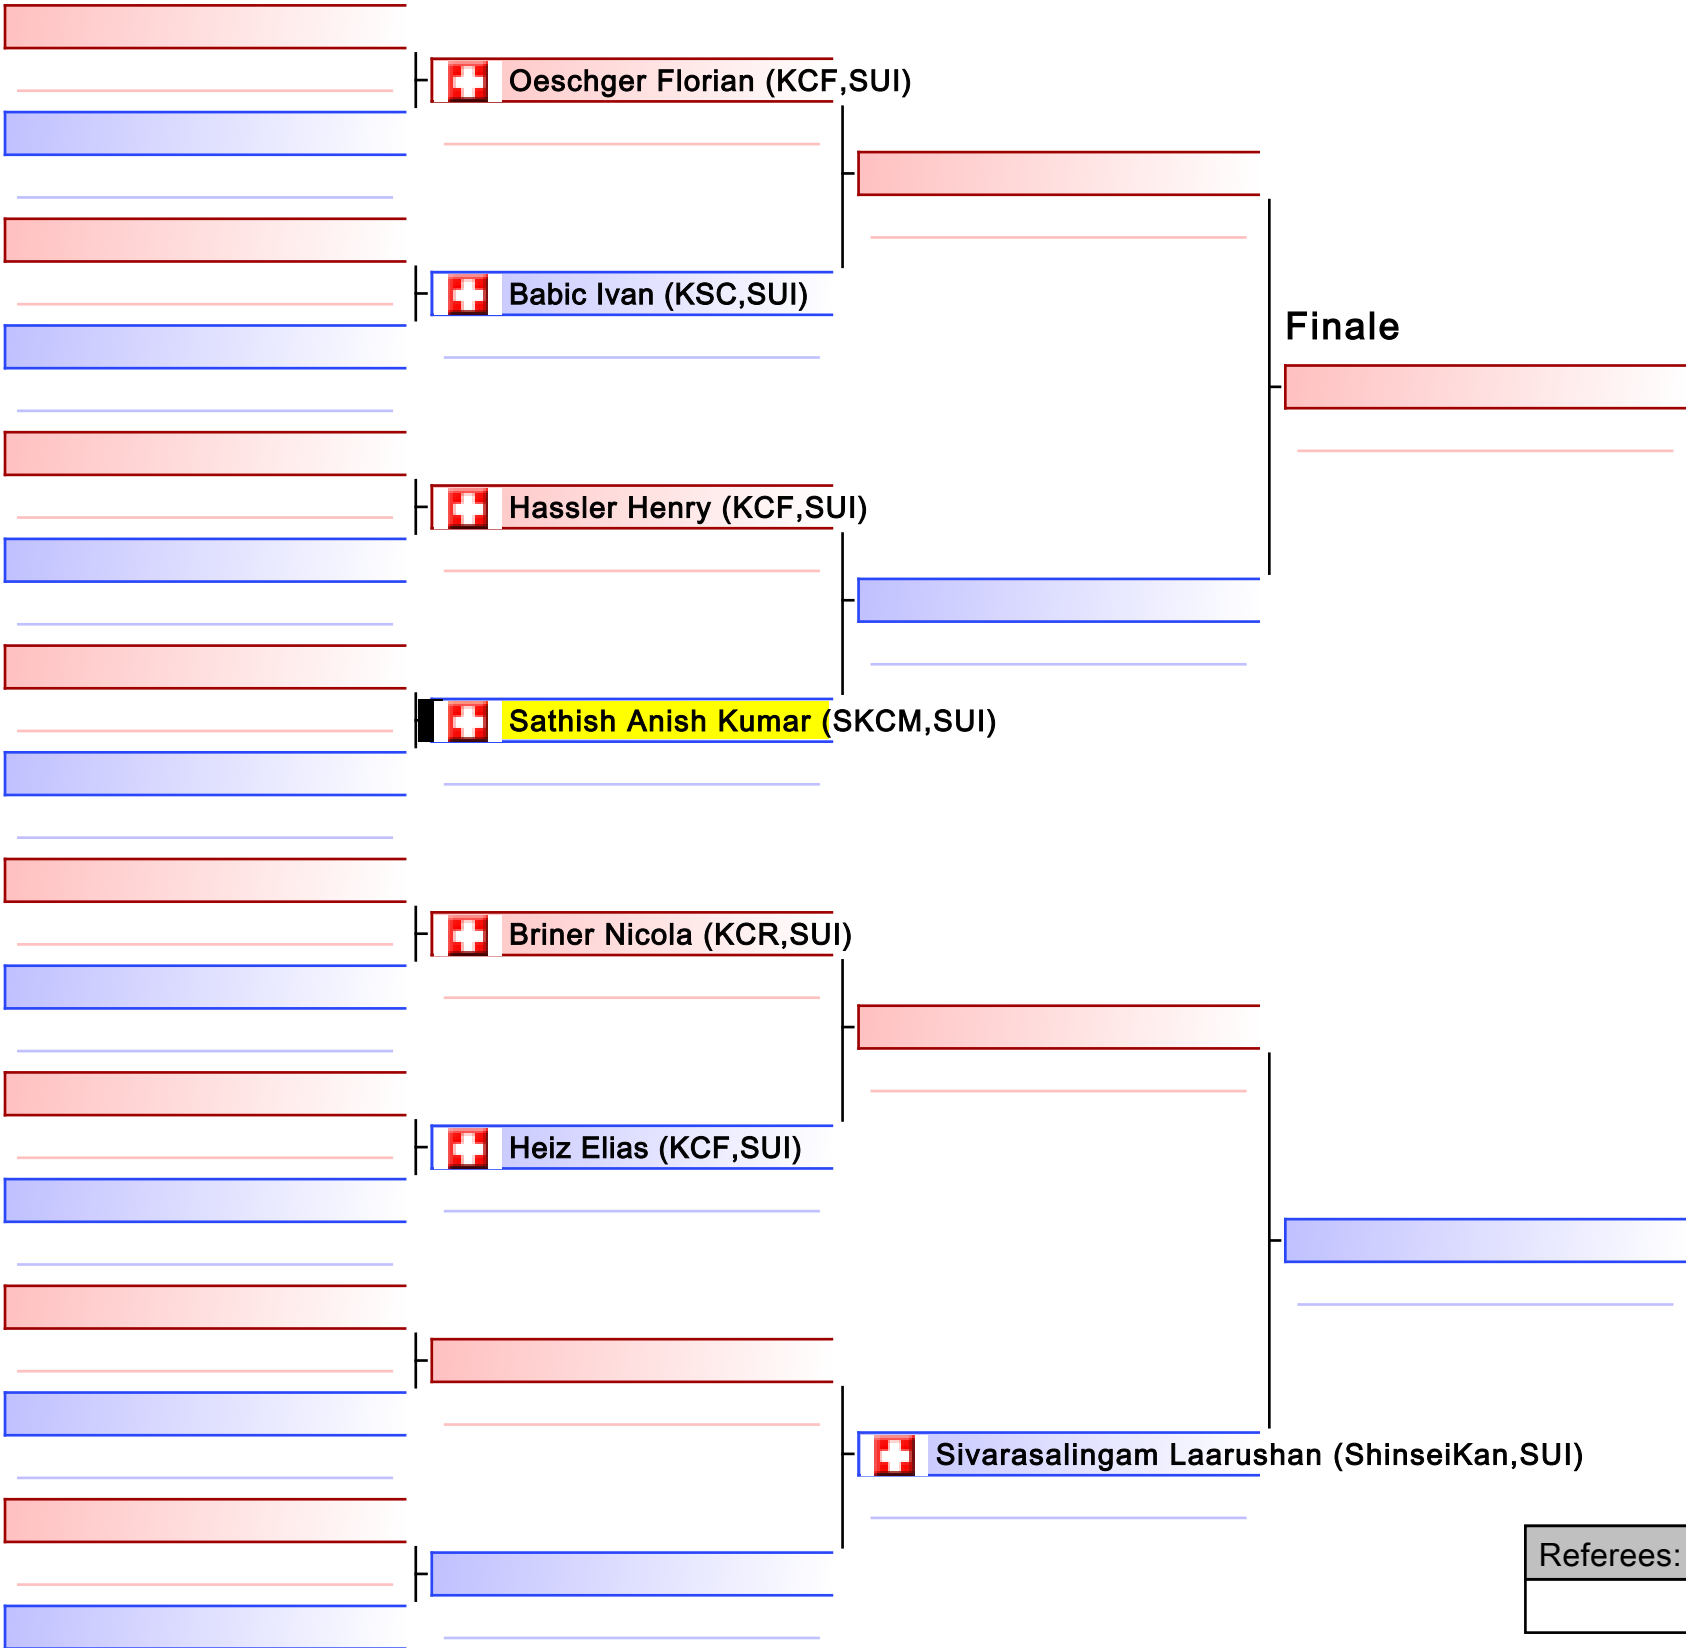 Oeschger Florian (KCF,SUI)
Babic Ivan (KSC,SUI)
Finale
Hassler Henry (KCF,SUI)
Sathish Anish Kumar (SKCM,SUI)
Briner Nicola (KCR,SUI)
Heiz Elias (KCF,SUI)
Sivarasalingam Laarushan (ShinseiKan,SUI)
Referees: